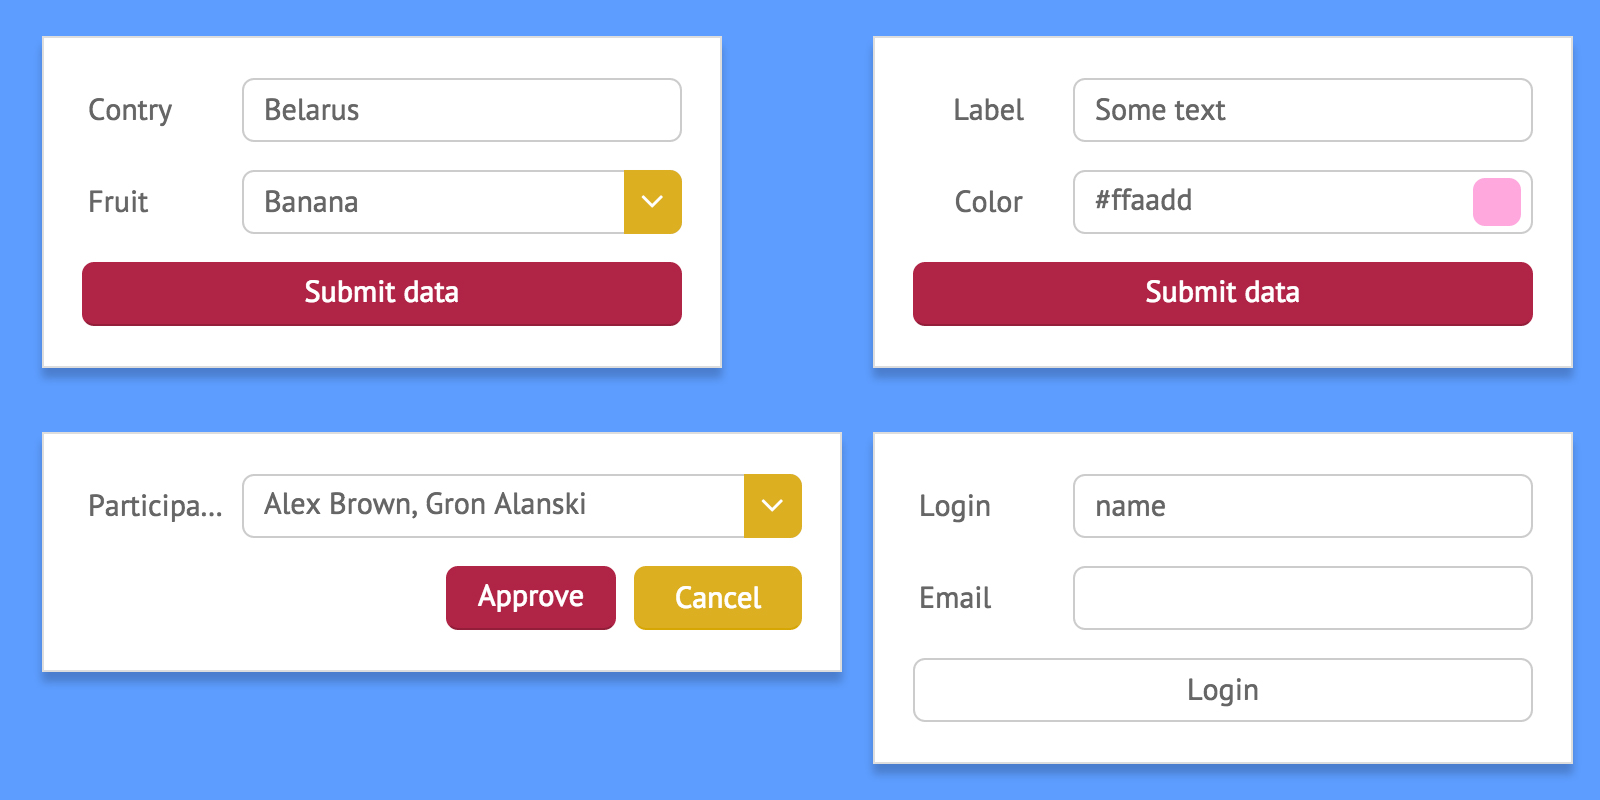 Contry Belarus
Fruit Banana
Submit data
Label Some text
Color #ffaadd
Submit data
Participa... Alex Brown, Gron Alanski
Approve Cancel
Login name
Email
Login